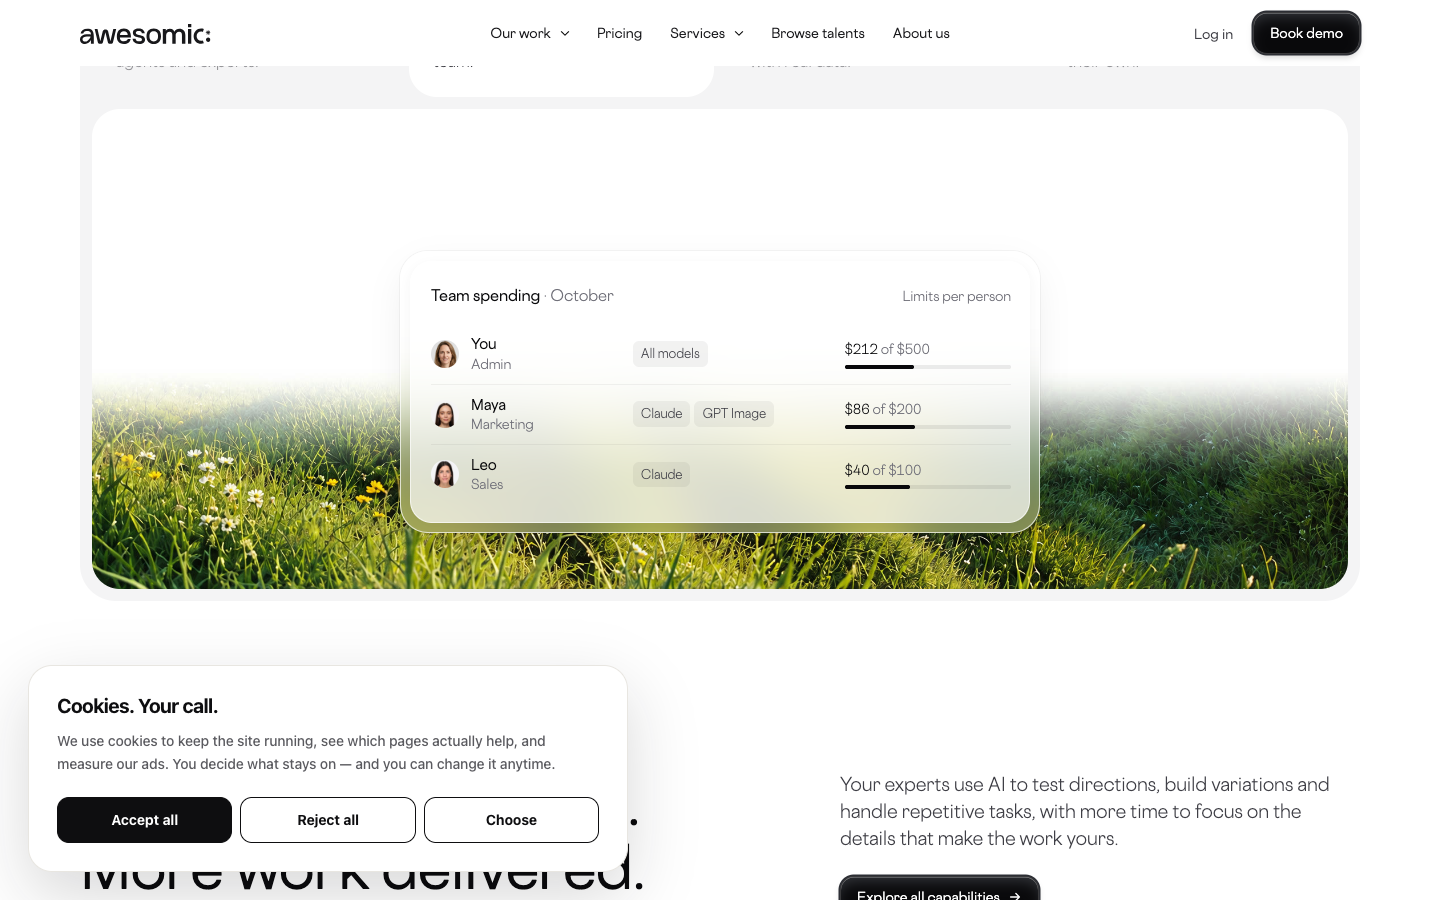 awesomic:
Our work
Pricing
Services
Browse talents
About us
Log in
Book demo
Team spending · October
Limits per person
You
Admin
All models
$212 of $500
Maya
Marketing
Claude
GPT Image
$86 of $200
Leo
Sales
Claude
$40 of $100
Cookies. Your call.
We use cookies to keep the site running, see which pages actually help, and
measure our ads. You decide what stays on — and you can change it anytime.
Accept all
Reject all
Choose
More work delivered.
Your experts use AI to test directions, build variations and
handle repetitive tasks, with more time to focus on the
details that make the work yours.
Explore all capabilities →